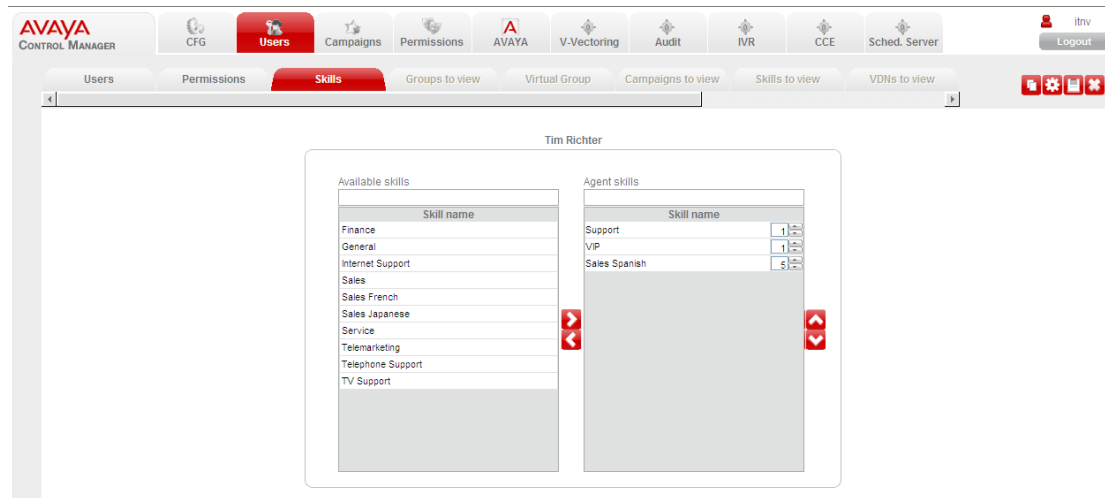 AVAYA
CONTROL MANAGER
CFG
Users
Campaigns
Permissions
A
AVAYA
V-Vectoring
Audit
IVR
CCE
Sched. Server
itnv
Logout
Users
Permissions
Skills
Groups to view
Virtual Group
Campaigns to view
Skills to view
VDNs to view
Tim Richter
Available skills
Skill name
Finance
General
Internet Support
Sales
Sales French
Sales Japanese
Service
Telemarketing
Telephone Support
TV Support
Agent skills
Skill name
Support 1
VIP 1
Sales Spanish 5